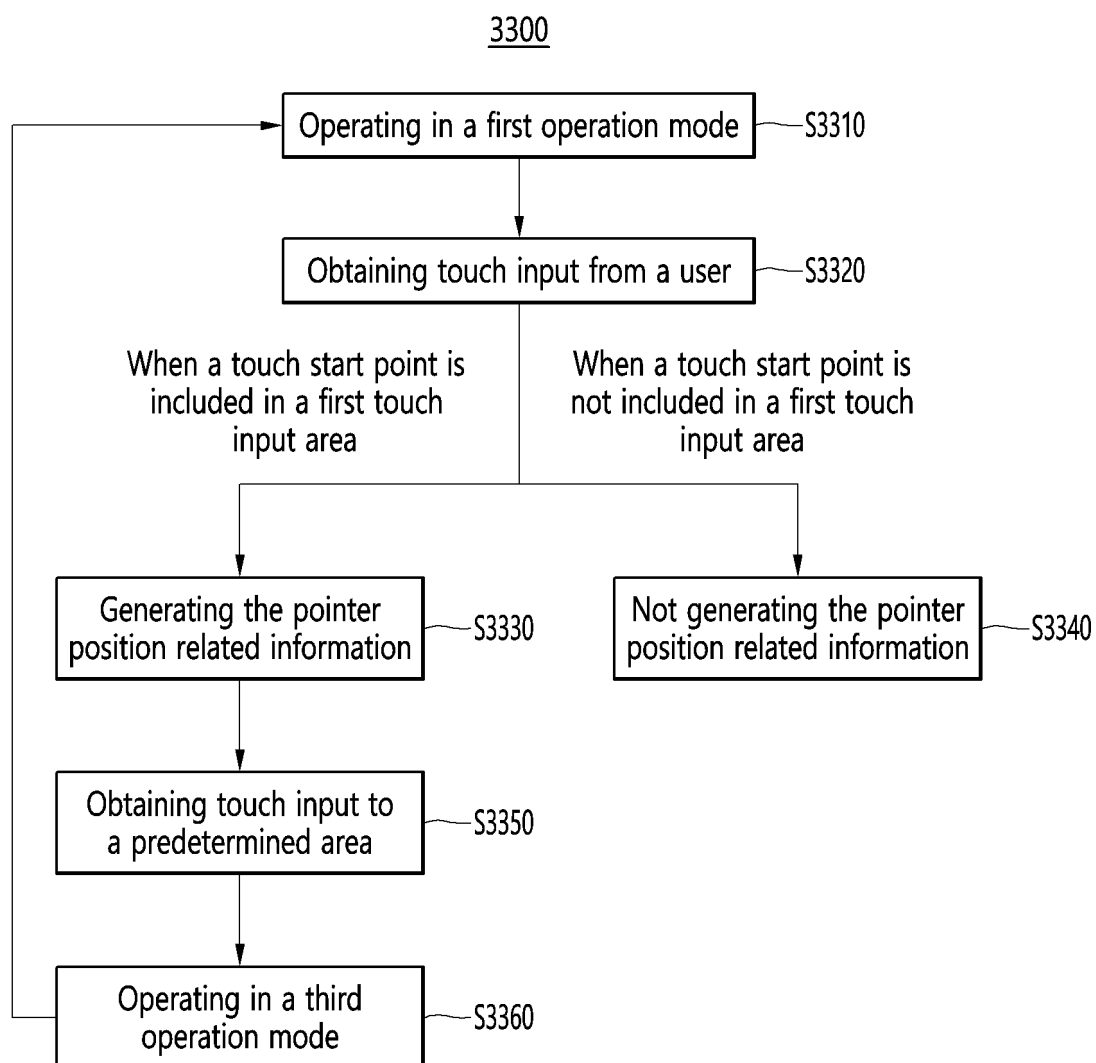 3300
Operating in a first operation mode
S3310
Obtaining touch input from a user
S3320
When a touch start point is
included in a first touch
input area
When a touch start point is
not included in a first touch
input area
Generating the pointer
position related information
S3330
Not generating the pointer
position related information
S3340
Obtaining touch input to
a predetermined area
S3350
Operating in a third
operation mode
S3360